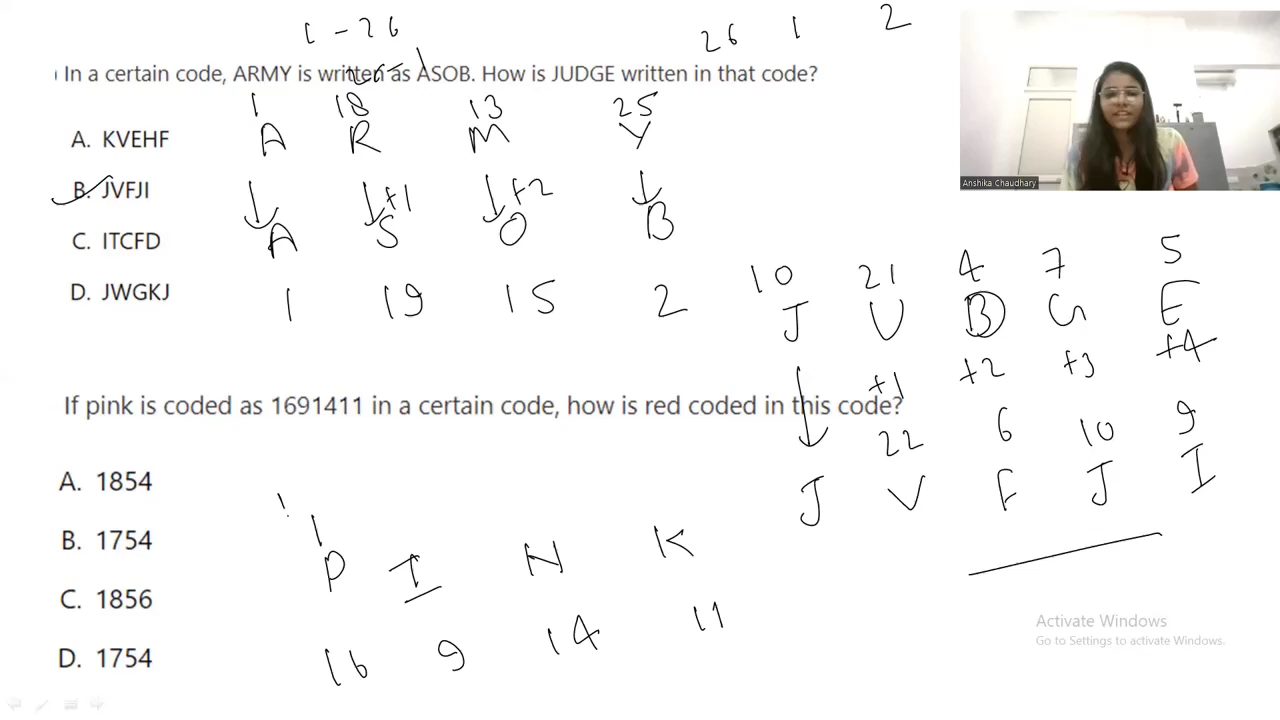 1 - 26
26 1 2
) In a certain code, ARMY is written as ASOB. How is JUDGE written in that code?
26 - 1
1 18 13 25
A. KVEHF
A R M Y
B. JVFJI
+1 +2
A S O B
C. ITCFD
D. JWGKJ
1 19 15 2
10 21 4 7 5
J U D G E
+1 +2 +3 +4
22 6 10 9
J V F J I
If pink is coded as 1691411 in a certain code, how is red coded in this code?
A. 1854
B. 1754
C. 1856
D. 1754
P I N K
16 9 14 11
Anshika Chaudhary
Activate Windows
Go to Settings to activate Windows.